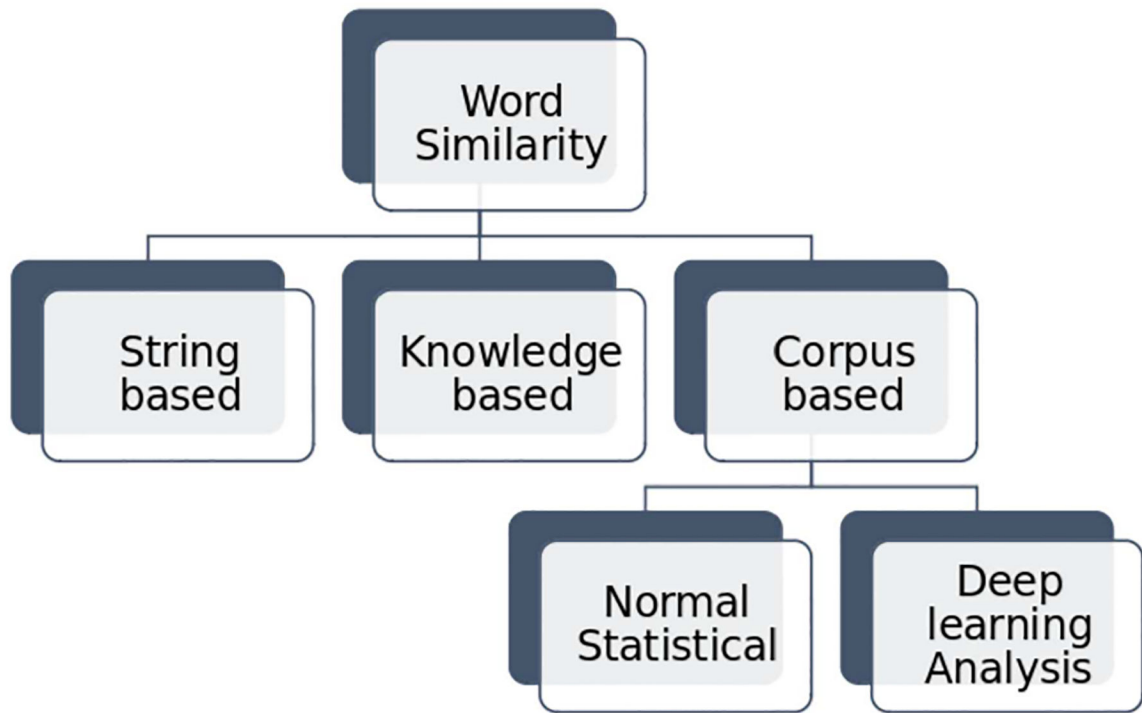 Word
Similarity
String
based
Knowledge
based
Corpus
based
Normal
Statistical
Deep
learning
Analysis